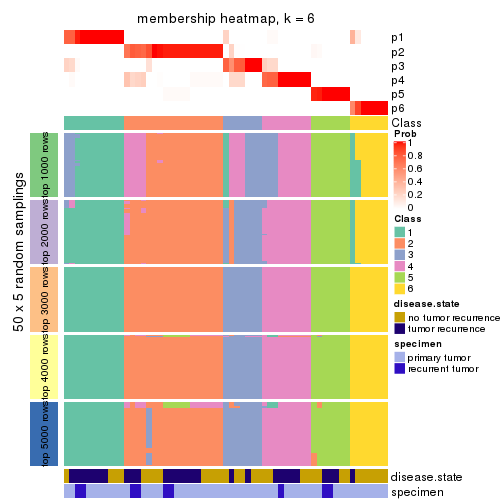 membership heatmap, k = 6
p1
p2
p3
p4
p5
p6
Class
Prob
1
0.8
0.6
0.4
0.2
0
Class
1
2
3
4
5
6
disease.state
no tumor recurrence
tumor recurrence
specimen
primary tumor
recurrent tumor
50 x 5 random samplings
top 1000 rows
top 2000 rows
top 3000 rows
top 4000 rows
top 5000 rows
disease.state
specimen